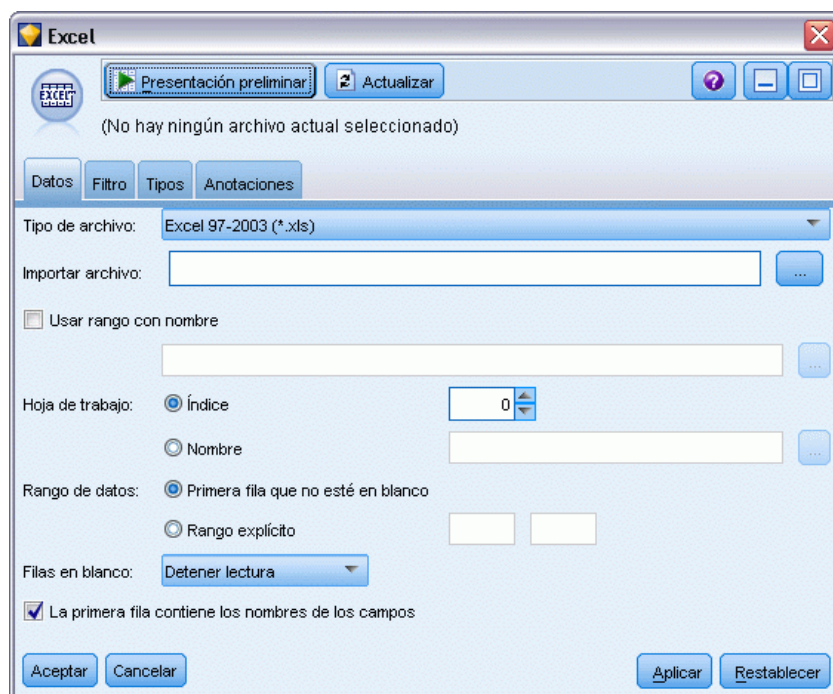 Excel
EXCEL
Presentación preliminar
Actualizar
(No hay ningún archivo actual seleccionado)
Datos Filtro Tipos Anotaciones
Tipo de archivo: Excel 97-2003 (*.xls)
Importar archivo: ...
Usar rango con nombre
...
Hoja de trabajo: Índice 0
Nombre ...
Rango de datos: Primera fila que no esté en blanco
Rango explícito
Filas en blanco: Detener lectura
La primera fila contiene los nombres de los campos
Aceptar Cancelar Aplicar Restablecer